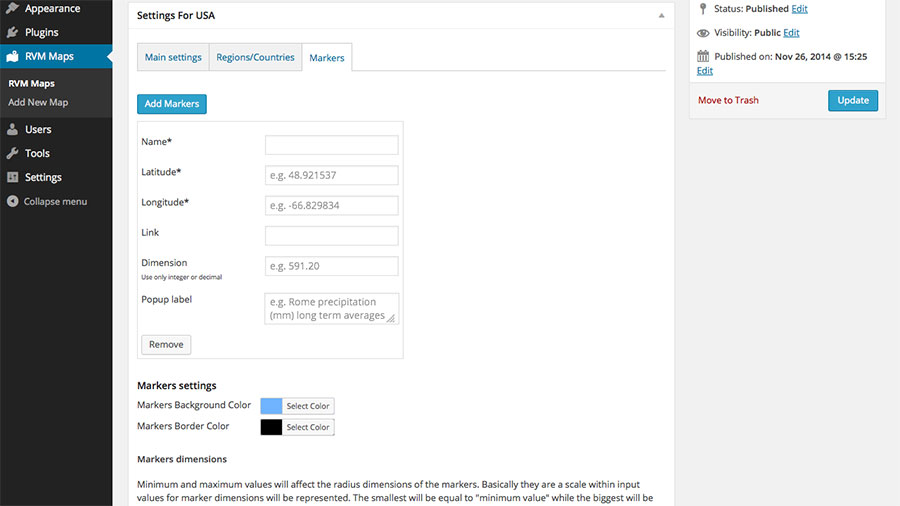 Appearance
Plugins
RVM Maps
RVM Maps
Add New Map
Users
Tools
Settings
Collapse menu
Settings For USA
Main settings
Regions/Countries
Markers
Add Markers
Name*
Latitude*
e.g. 48.921537
Longitude*
e.g. -66.829834
Link
Dimension
Use only integer or decimal
e.g. 591.20
Popup label
e.g. Rome precipitation
(mm) long term averages
Remove
Markers settings
Markers Background Color
Select Color
Markers Border Color
Select Color
Markers dimensions
Minimum and maximum values will affect the radius dimensions of the markers. Basically they are a scale within input
values for marker dimensions will be represented. The smallest will be equal to "minimum value" while the biggest will be
Status: Published Edit
Visibility: Public Edit
Published on: Nov 26, 2014 @ 15:25
Edit
Move to Trash
Update